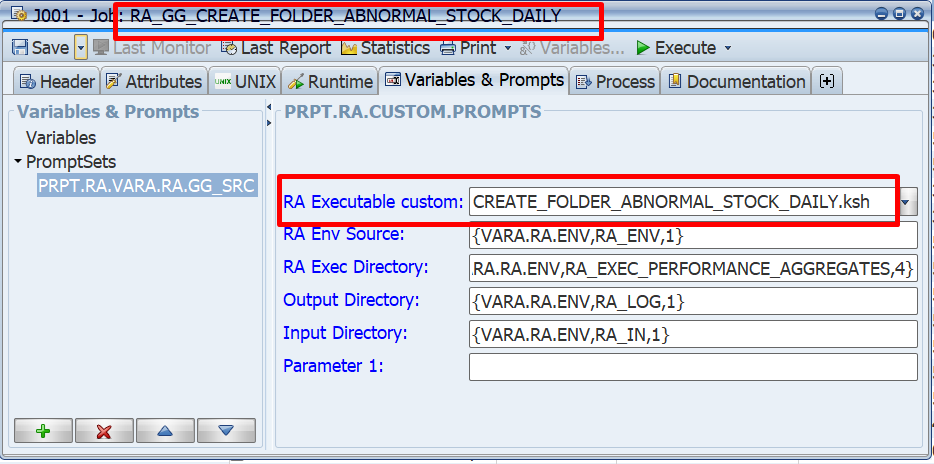 J001 - Job: RA_GG_CREATE_FOLDER_ABNORMAL_STOCK_DAILY
Save Last Monitor Last Report Statistics Print Variables... Execute
Header Attributes UNIX UNIX Runtime Variables & Prompts Process Documentation [+]
Variables & Prompts
Variables
PromptSets
PRPT.RA.VARA.RA.GG_SRC
PRPT.RA.CUSTOM.PROMPTS
RA Executable custom: CREATE_FOLDER_ABNORMAL_STOCK_DAILY.ksh
RA Env Source: {VARA.RA.ENV,RA_ENV,1}
RA Exec Directory: .RA.RA.ENV,RA_EXEC_PERFORMANCE_AGGREGATES,4}
Output Directory: {VARA.RA.ENV,RA_LOG,1}
Input Directory: {VARA.RA.ENV,RA_IN,1}
Parameter 1: